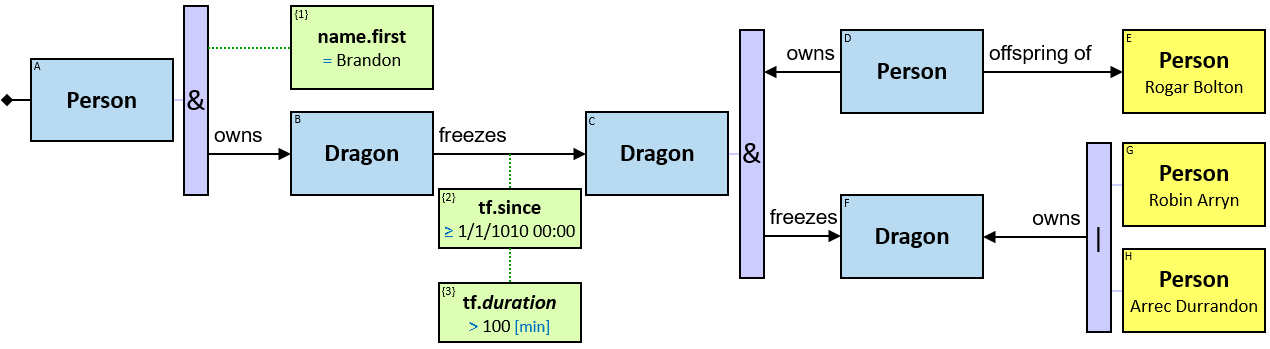 A
Person
&
{1}
name.first
= Brandon
owns
B
Dragon
freezes
{2}
tf.since
≥ 1/1/1010 00:00
{3}
tf.duration
> 100 [min]
C
Dragon
&
owns
D
Person
offspring of
E
Person
Rogar Bolton
freezes
F
Dragon
owns
|
G
Person
Robin Arryn
H
Person
Arrec Durrandon